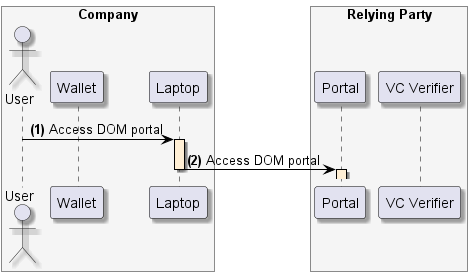 Company
Relying Party
User
Wallet
Laptop
Portal
VC Verifier
(1) Access DOM portal
(2) Access DOM portal
User
Wallet
Laptop
Portal
VC Verifier